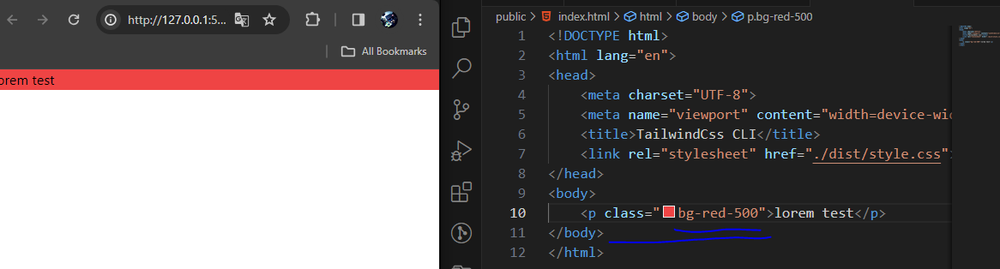 http://127.0.0.1:5...
All Bookmarks
orem test
public > index.html > html > body > p.bg-red-500
1 <!DOCTYPE html>
2 <html lang="en">
3 <head>
4 <meta charset="UTF-8">
5 <meta name="viewport" content="width=device-wid
6 <title>TailwindCss CLI</title>
7 <link rel="stylesheet" href="./dist/style.css">
8 </head>
9 <body>
10 <p class="bg-red-500">lorem test</p>
11 </body>
12 </html>